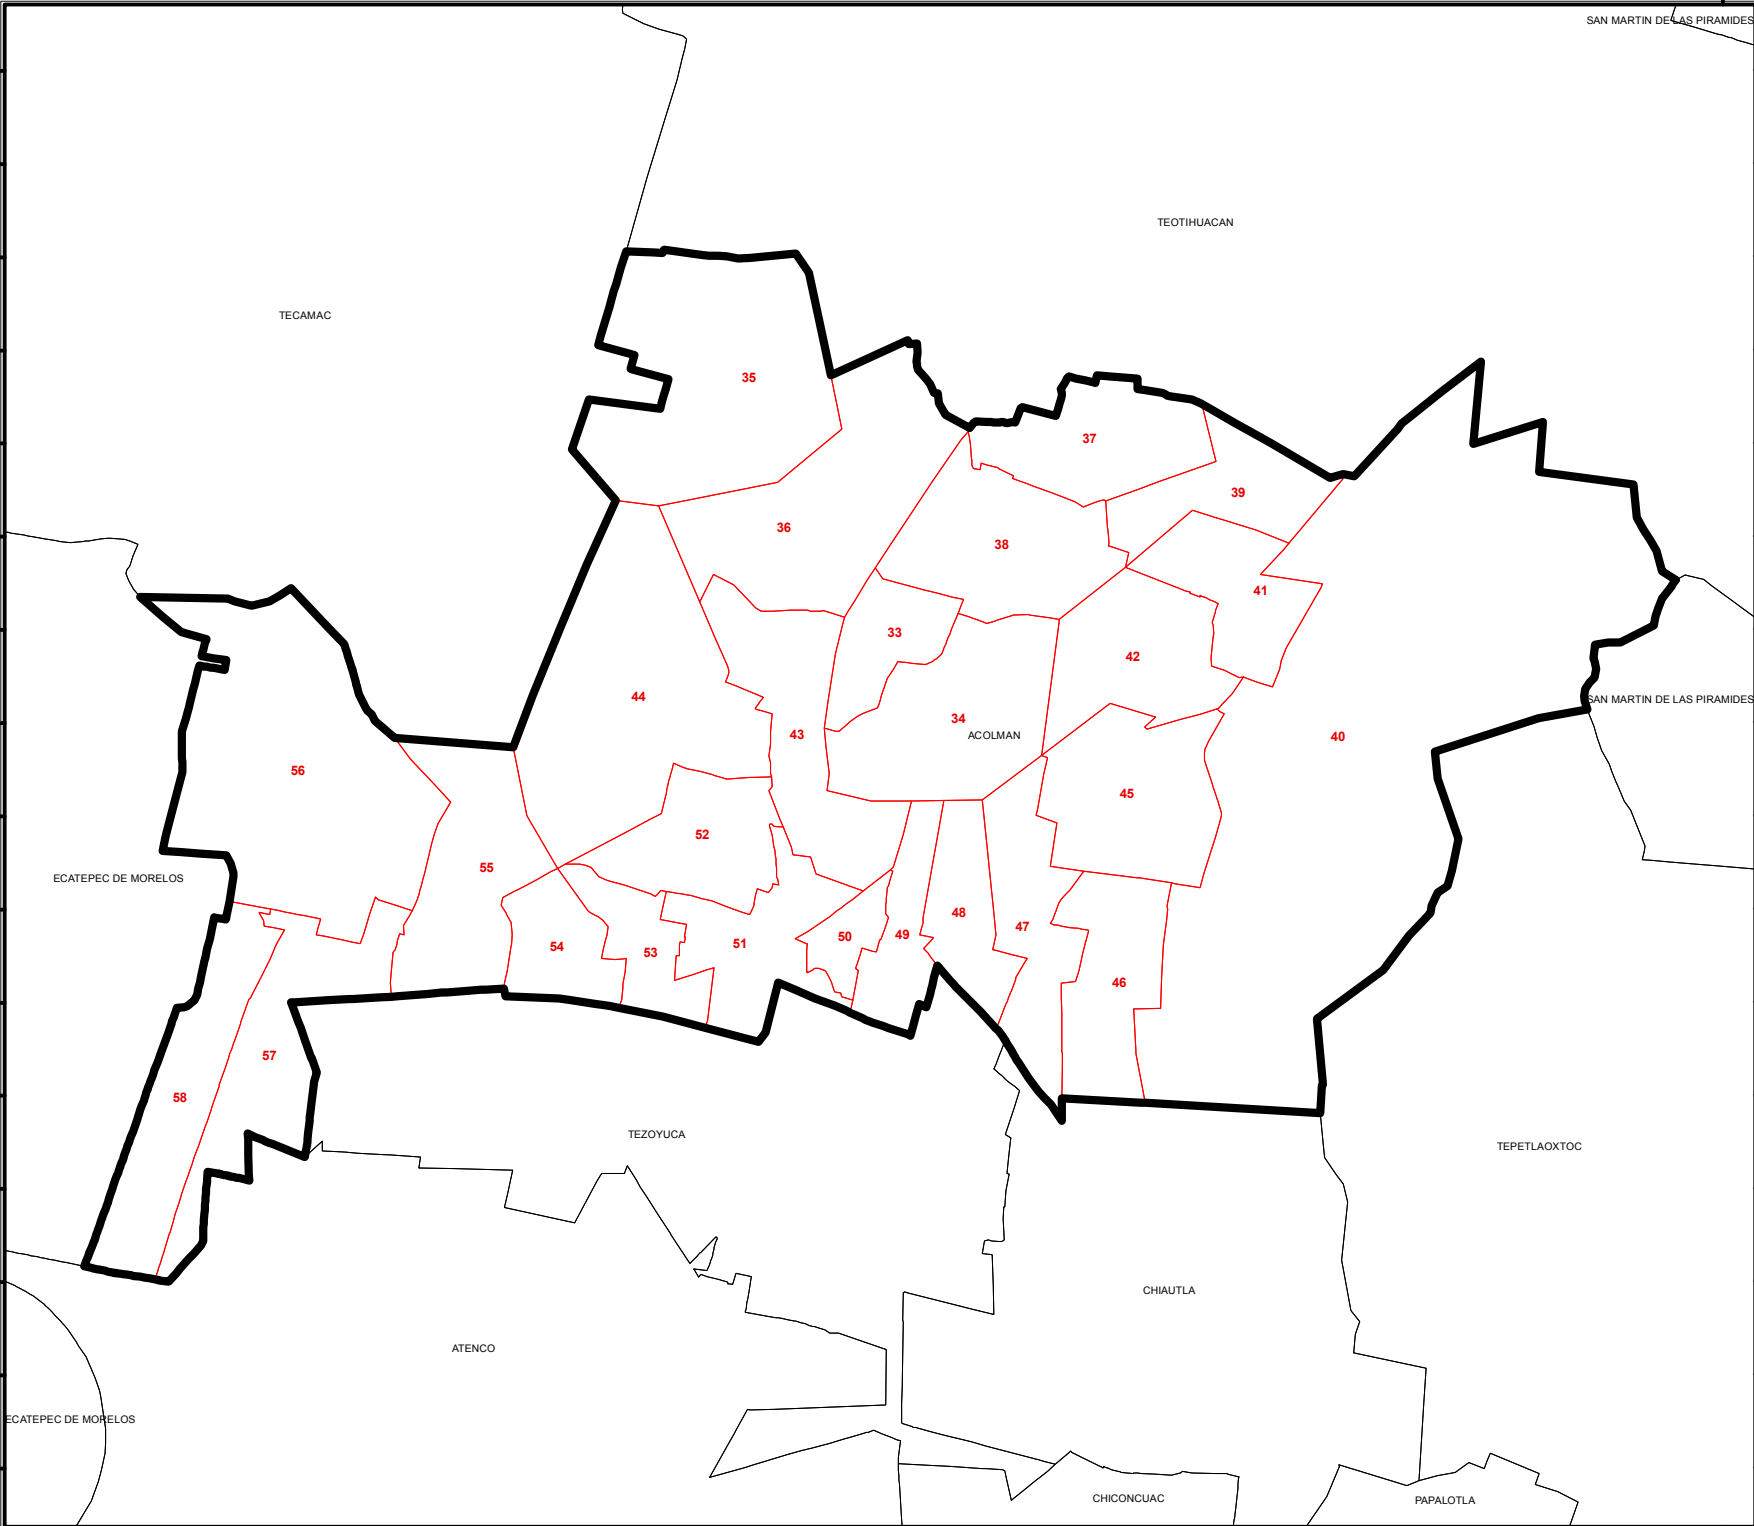 SAN MARTIN DE LAS PIRAMIDES
TEOTIHUACAN
TECAMAC
35
37
39
36
38
41
33
42
44
34
43
ACOLMAN
40
SAN MARTIN DE LAS PIRAMIDES
56
45
52
55
ECATEPEC DE MORELOS
48
47
49
50
51
54
53
46
57
58
TEZOYUCA
TEPETLAOXTOC
CHIAUTLA
ATENCO
ECATEPEC DE MORELOS
CHICONCUAC
PAPALOTLA